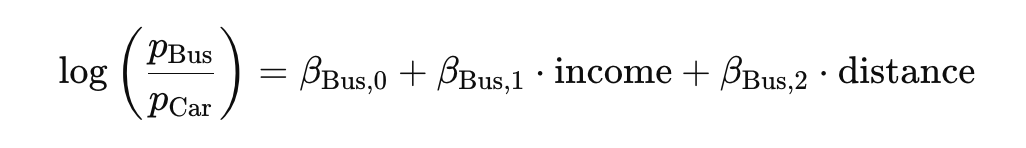 log(p_Bus / p_Car) = β_Bus,0 + β_Bus,1 · income + β_Bus,2 · distance